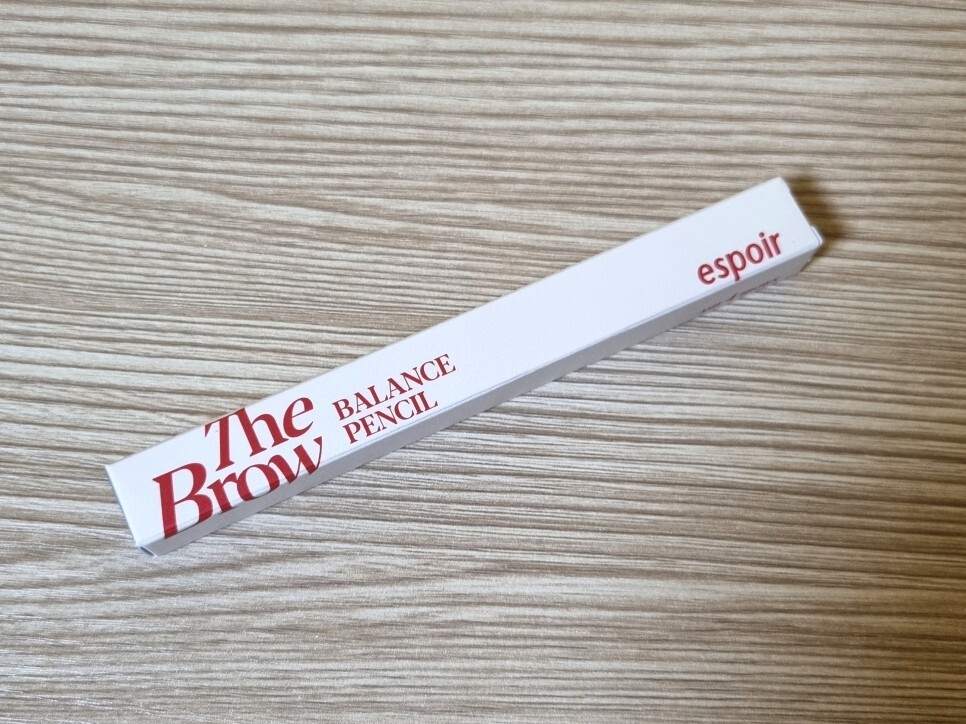 The
Brow
BALANCE
PENCIL
espoir